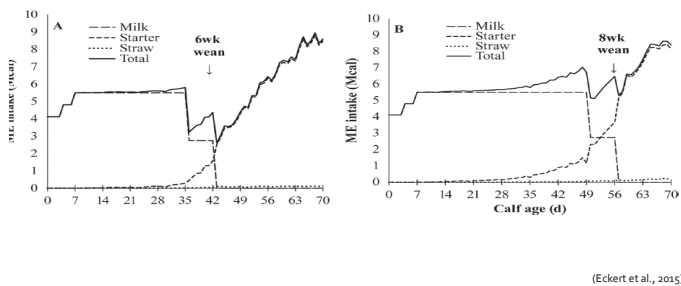 A
Milk
Starter
Straw
Total
6wk
wean
↓
ME intake (Mcal)
10
9
8
7
6
5
4
3
2
1
0
0 7 14 21 28 35 42 49 56 63 70
B
Milk
Starter
Straw
Total
8wk
wean
↓
ME intake (Mcal)
10
9
8
7
6
5
4
3
2
1
0
0 7 14 21 28 35 42 49 56 63 70
Calf age (d)
(Eckert et al., 2015)